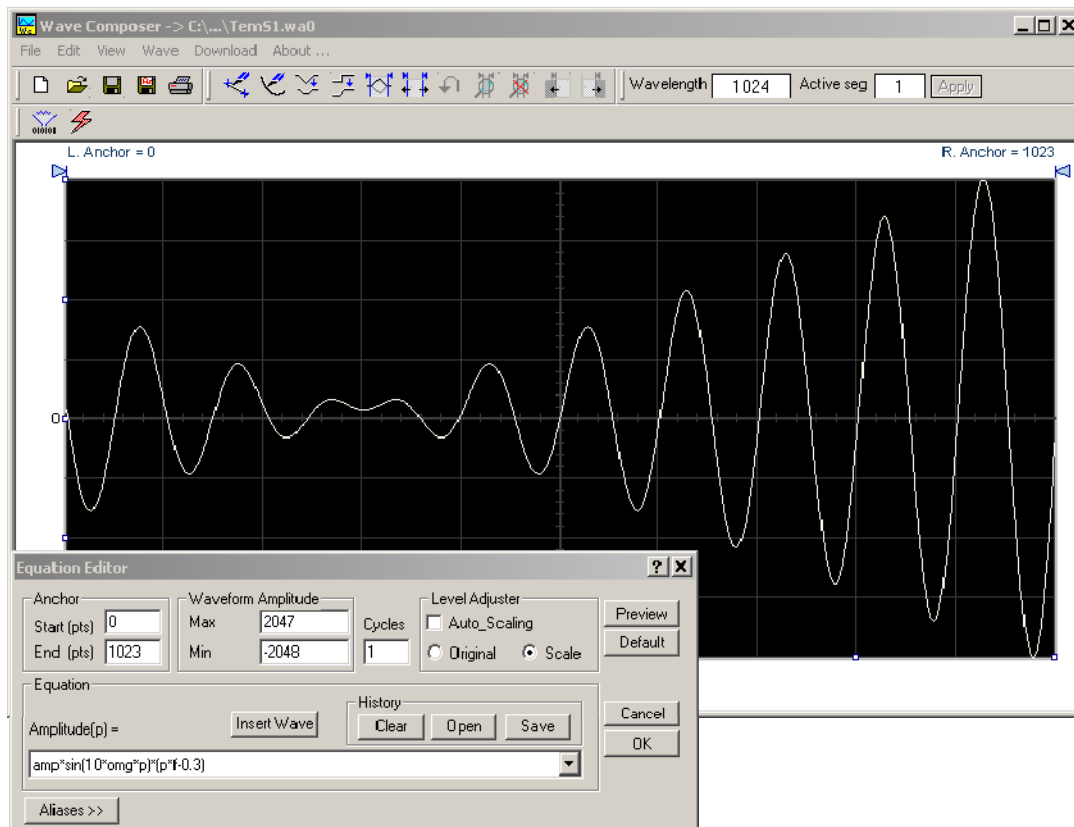 Wave Composer -> C:\...\TemS1.wa0
File Edit View Wave Download About ...
Wavelength 1024 Active seg 1 Apply
010101
L. Anchor = 0 R. Anchor = 1023
0
Equation Editor
Anchor
Start (pts) 0
End (pts) 1023
Waveform Amplitude
Max 2047
Min -2048
Cycles
1
Level Adjuster
Auto_Scaling
Original Scale
Preview
Default
Equation
Amplitude(p) =
Insert Wave
History
Clear Open Save
Cancel
OK
amp*sin(10*omg*p)*(p*f-0.3)
Aliases >>